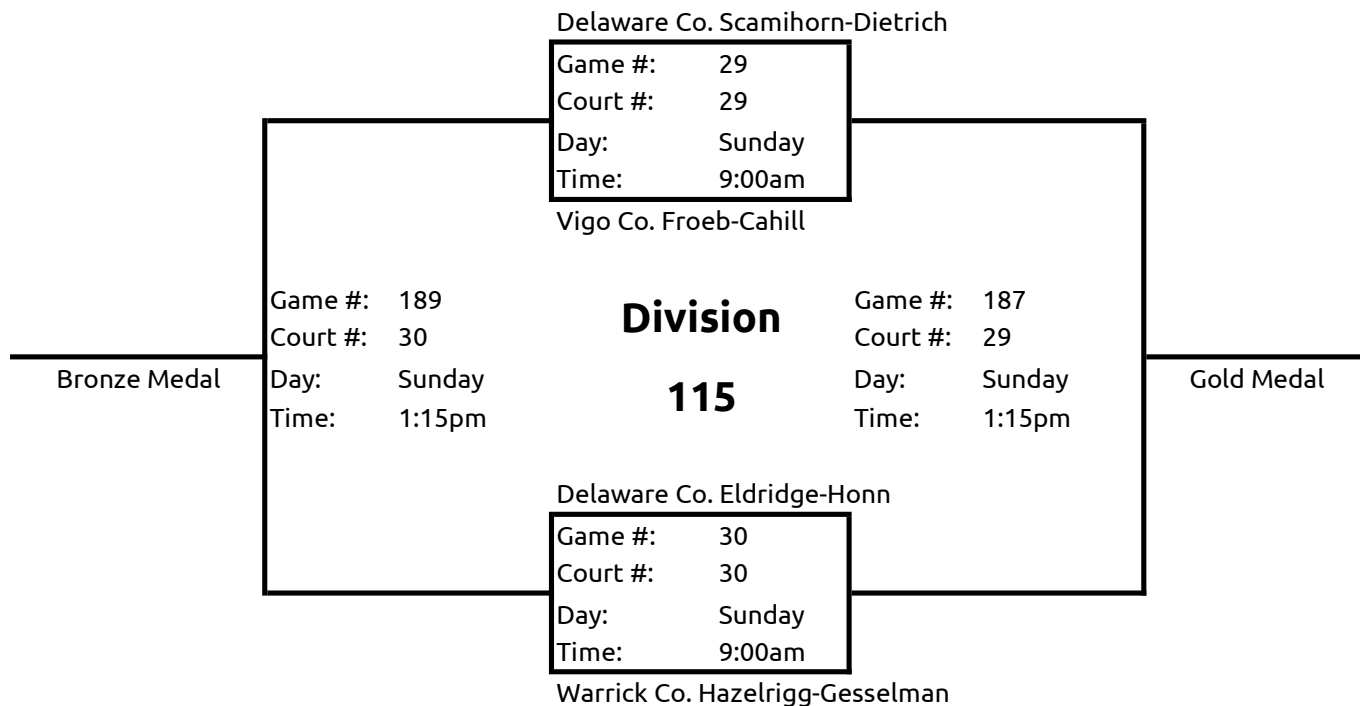 Delaware Co. Scamihorn-Dietrich
Game #: 29
Court #: 29
Day: Sunday
Time: 9:00am
Vigo Co. Froeb-Cahill
Game #: 189
Court #: 30
Day: Sunday
Time: 1:15pm
Bronze Medal
Division
115
Game #: 187
Court #: 29
Day: Sunday
Time: 1:15pm
Gold Medal
Delaware Co. Eldridge-Honn
Game #: 30
Court #: 30
Day: Sunday
Time: 9:00am
Warrick Co. Hazelrigg-Gesselman